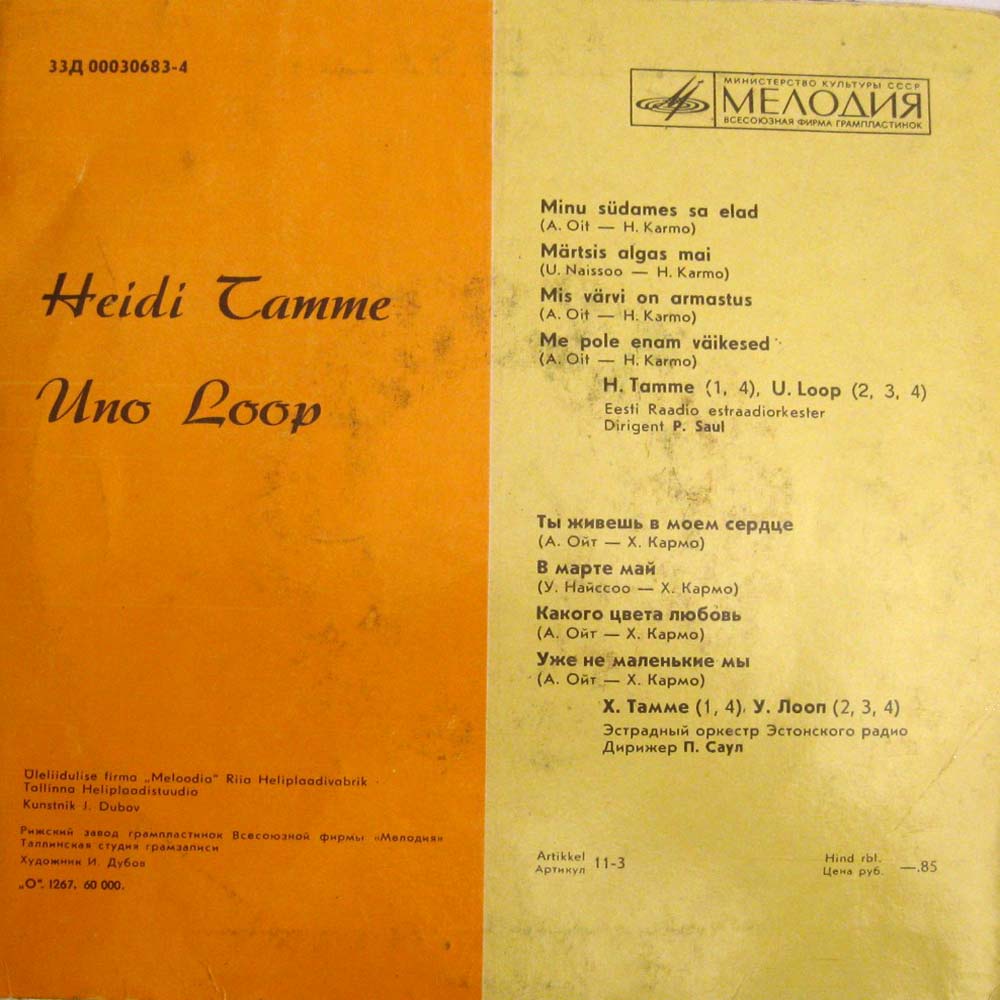 33Д 00030683-4
Heidi Tamme
Uno Loop
Üleliidulise firma „Meloodia" Riia Heliplaadivabrik
Tallinna Heliplaadistuudio
Kunstnik J. Dubov
Рижский завод грампластинок Всесоюзной фирмы «Мелодия»
Таллинская студия грамзаписи
Художник И. Дубов
„О". 1267. 60 000.
МИНИСТЕРСТВО КУЛЬТУРЫ СССР
МЕЛОДИЯ
ВСЕСОЮЗНАЯ ФИРМА ГРАМПЛАСТИНОК
Minu südames sa elad
(A. Oit — H. Karmo)
Märtsis algas mai
(U. Naissoo — H. Karmo)
Mis värvi on armastus
(A. Oit — H. Karmo)
Me pole enam väikesed
(A. Oit — H. Karmo)
H. Tamme (1, 4), U. Loop (2, 3, 4)
Eesti Raadio estraadiorkester
Dirigent P. Saul
Ты живешь в моем сердце
(А. Ойт — Х. Кармо)
В марте май
(У. Найссоо — Х. Кармо)
Какого цвета любовь
(А. Ойт — Х. Кармо)
Уже не маленькие мы
(А. Ойт — Х. Кармо)
Х. Тамме (1, 4), У. Лооп (2, 3, 4)
Эстрадный оркестр Эстонского радио
Дирижер П. Саул
Artikkel
Артикул 11-3
Hind rbl.
Цена руб. —.85